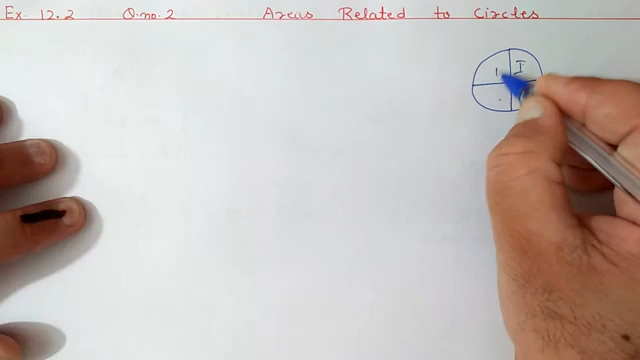 Ex. 12.2 Q.no.2 Areas Related to Circles
I